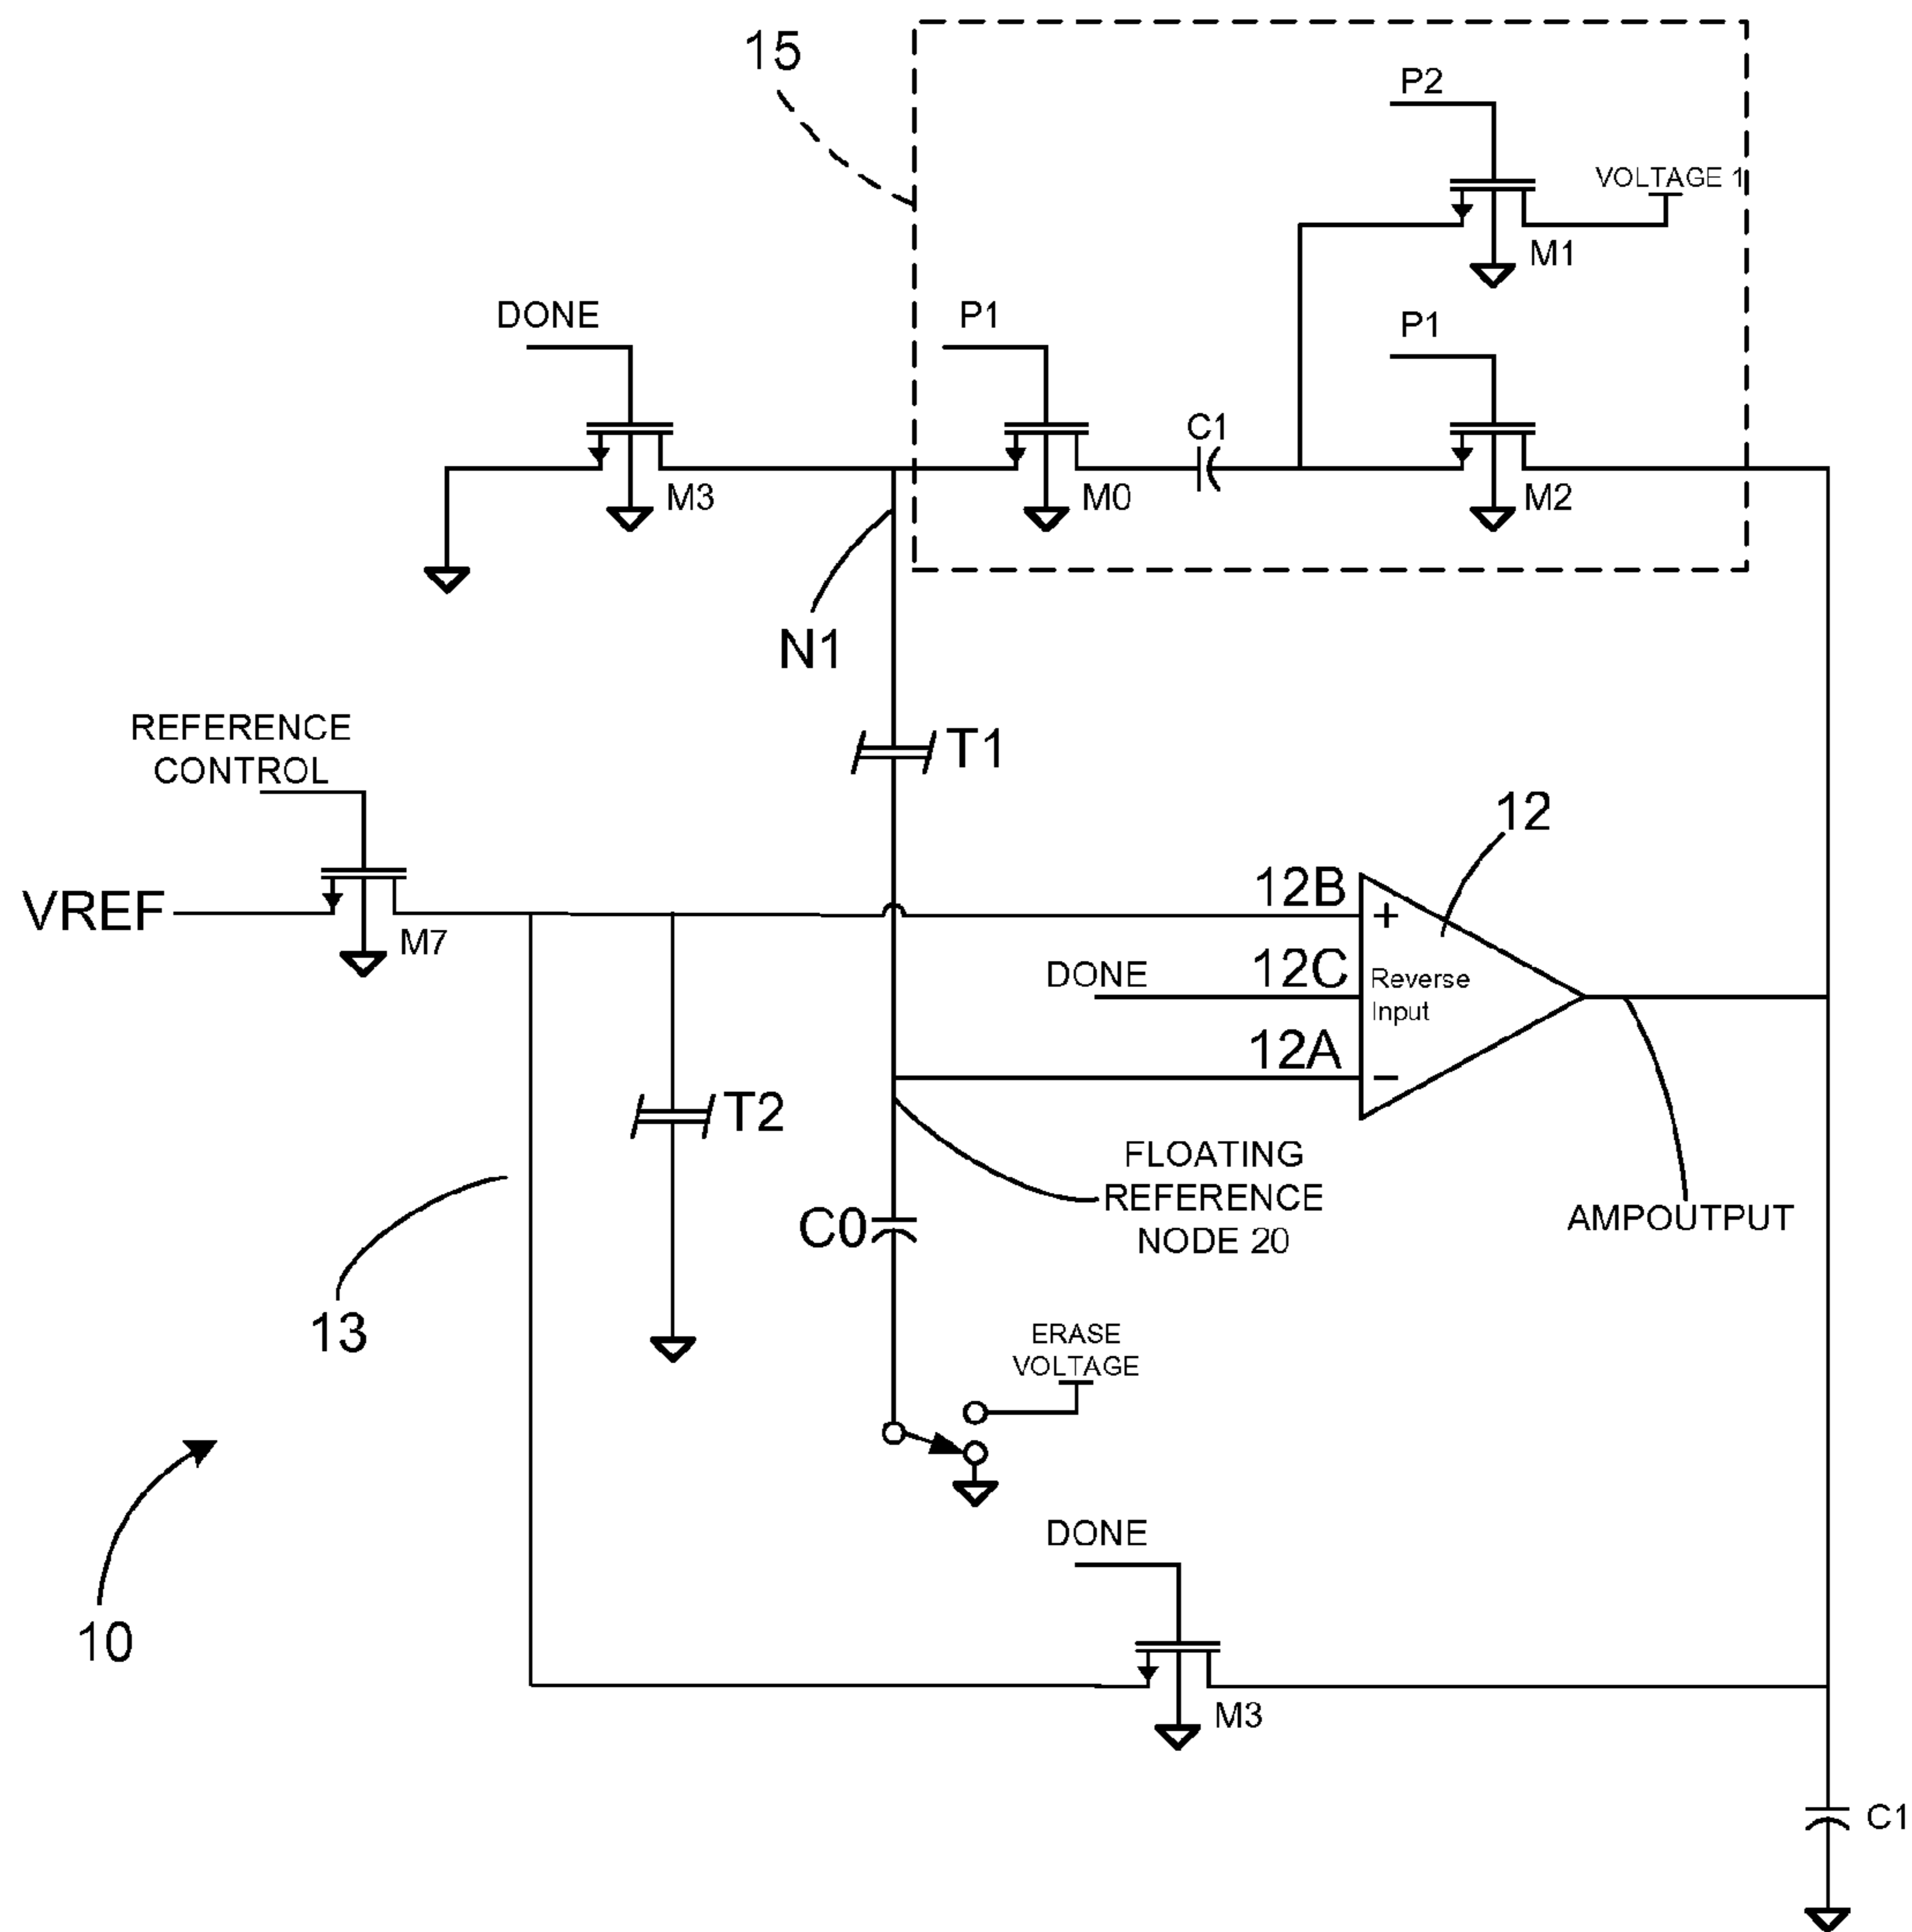 15
P2
VOLTAGE 1
M1
DONE
P1
P1
C1
M3
M0
M2
N1
REFERENCE
CONTROL
T1
12
VREF
M7
12B
+
DONE
12C
Reverse
Input
12A
−
T2
FLOATING
REFERENCE
NODE 20
AMPOUTPUT
C0
13
ERASE
VOLTAGE
DONE
10
M3
C1